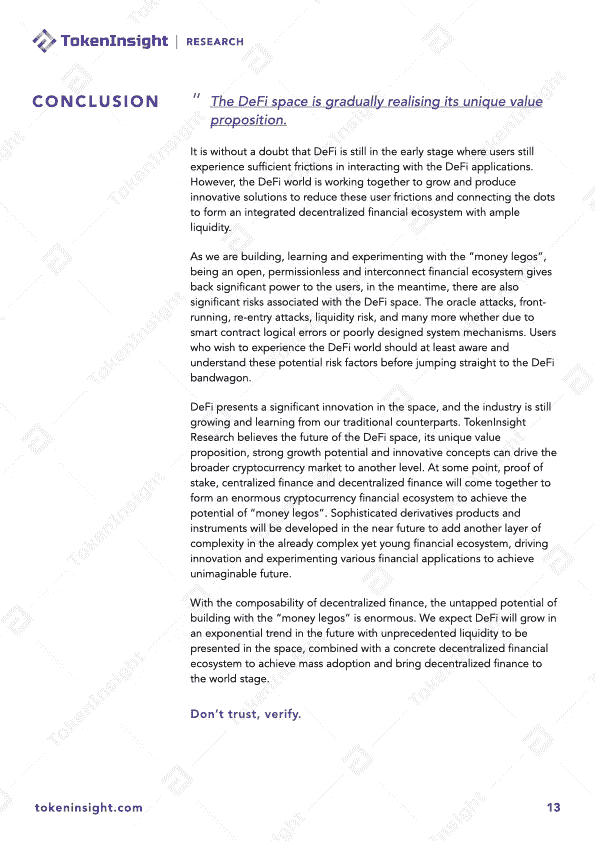 TokenInsight | RESEARCH
CONCLUSION
" The DeFi space is gradually realising its unique value
proposition.
It is without a doubt that DeFi is still in the early stage where users still
experience sufficient frictions in interacting with the DeFi applications.
However, the DeFi world is working together to grow and produce
innovative solutions to reduce these user frictions and connecting the dots
to form an integrated decentralized financial ecosystem with ample
liquidity.
As we are building, learning and experimenting with the “money legos”,
being an open, permissionless and interconnect financial ecosystem gives
back significant power to the users, in the meantime, there are also
significant risks associated with the DeFi space. The oracle attacks, front-
running, re-entry attacks, liquidity risk, and many more whether due to
smart contract logical errors or poorly designed system mechanisms. Users
who wish to experience the DeFi world should at least aware and
understand these potential risk factors before jumping straight to the DeFi
bandwagon.
DeFi presents a significant innovation in the space, and the industry is still
growing and learning from our traditional counterparts. TokenInsight
Research believes the future of the DeFi space, its unique value
proposition, strong growth potential and innovative concepts can drive the
broader cryptocurrency market to another level. At some point, proof of
stake, centralized finance and decentralized finance will come together to
form an enormous cryptocurrency financial ecosystem to achieve the
potential of “money legos”. Sophisticated derivatives products and
instruments will be developed in the near future to add another layer of
complexity in the already complex yet young financial ecosystem, driving
innovation and experimenting various financial applications to achieve
unimaginable future.
With the composability of decentralized finance, the untapped potential of
building with the “money legos” is enormous. We expect DeFi will grow in
an exponential trend in the future with unprecedented liquidity to be
presented in the space, combined with a concrete decentralized financial
ecosystem to achieve mass adoption and bring decentralized finance to
the world stage.
Don’t trust, verify.
tokeninsight.com
13